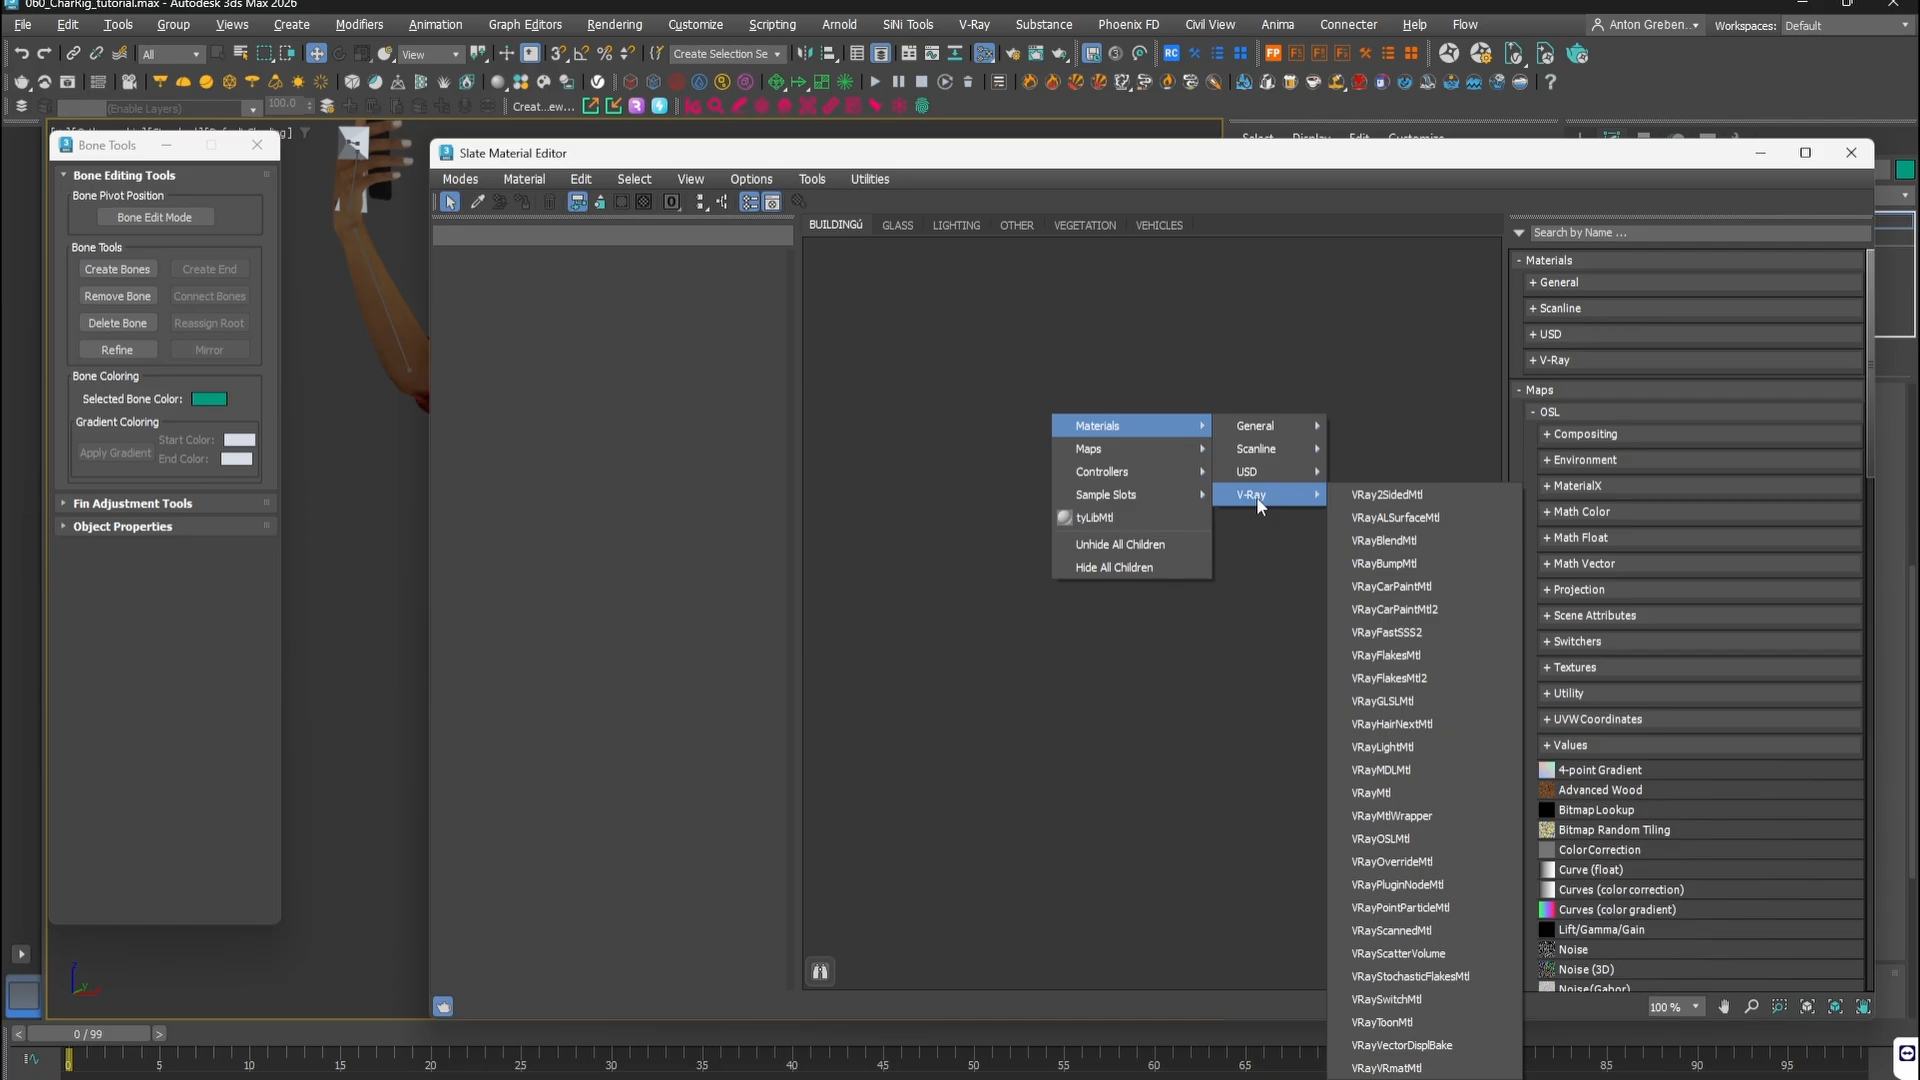 060_CharRig_tutorial.max - Autodesk 3ds Max 2026
File Edit Tools Group Views Create Modifiers Animation Graph Editors Rendering Customize Scripting Arnold SiNi Tools V-Ray Substance Phoenix FD Civil View Anima Connector Help Flow Anton Greben... Workspaces: Default
All View Create Selection Se
(Enable Layers) 100.0 Creat...ew...
Bone Tools
Bone Editing Tools
Bone Pivot Position
Bone Edit Mode
Bone Tools
Create Bones Create End
Remove Bone Connect Bones
Delete Bone Reassign Root
Refine Mirror
Bone Coloring
Selected Bone Color:
Gradient Coloring
Start Color:
Apply Gradient
End Color:
Fin Adjustment Tools
Object Properties
Select Display Edit Customize
Slate Material Editor
Modes Material Edit Select View Options Tools Utilities
BUILDINGú GLASS LIGHTING OTHER VEGETATION VEHICLES
Search by Name ...
- Materials
+ General
+ Scanline
+ USD
+ V-Ray
- Maps
- OSL
+ Compositing
+ Environment
+ MaterialX
+ Math Color
+ Math Float
+ Math Vector
+ Projection
+ Scene Attributes
+ Switchers
+ Textures
+ Utility
+ UVW Coordinates
+ Values
4-point Gradient
Advanced Wood
Bitmap Lookup
Bitmap Random Tiling
ColorCorrection
Curve (float)
Curves (color correction)
Curves (color gradient)
Lift/Gamma/Gain
Noise
Noise (3D)
Noise(Gabor)
Materials
Maps
Controllers
Sample Slots
tyLibMtl
Unhide All Children
Hide All Children
General
Scanline
USD
V-Ray
VRay2SidedMtl
VRayALSurfaceMtl
VRayBlendMtl
VRayBumpMtl
VRayCarPaintMtl
VRayCarPaintMtl2
VRayFastSSS2
VRayFlakesMtl
VRayFlakesMtl2
VRayGLSLMtl
VRayHairNextMtl
VRayLightMtl
VRayMDLMtl
VRayMtl
VRayMtlWrapper
VRayOSLMtl
VRayOverrideMtl
VRayPluginNodeMtl
VRayPointParticleMtl
VRayScannedMtl
VRayScatterVolume
VRayStochasticFlakesMtl
VRaySwitchMtl
VRayToonMtl
VRayVectorDisplBake
VRayVRmatMtl
100 %
z
y
< 0 / 99 >
5 10 15 20 25 30 35 40 45 50 55 60 65 85 90 95